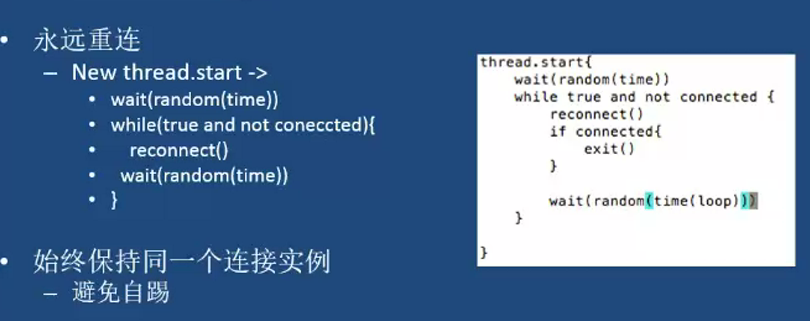 永远重连
New thread.start ->
wait(random(time))
while(true and not coneccted){
reconnect()
wait(random(time))
}
始终保持同一个连接实例
避免自踢
thread.start{
wait(random(time))
while true and not connected {
reconnect()
if connected{
exit()
}
wait(random(time(loop)))
}
}